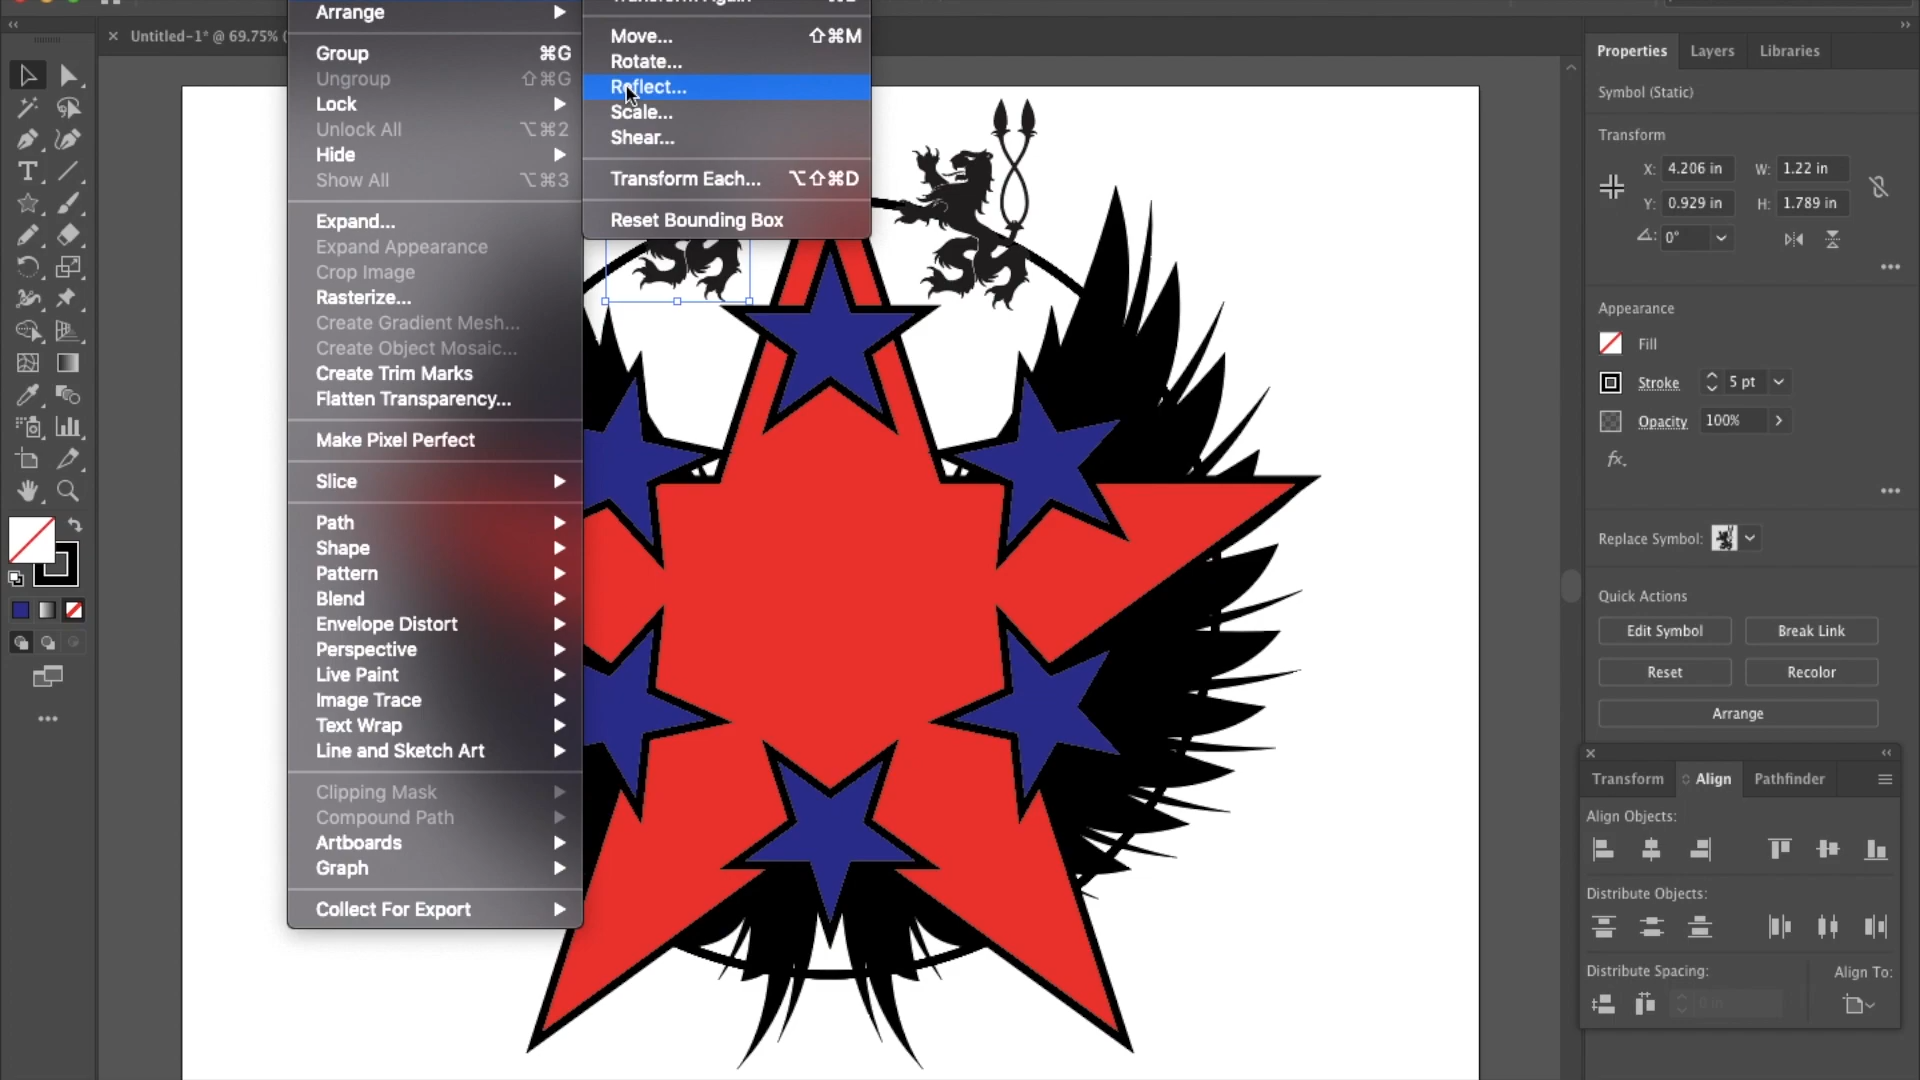 Untitled-1* @ 69.75% (
Arrange
Group ⌘G
Ungroup ⇧⌘G
Lock
Unlock All ⌥⌘2
Hide
Show All ⌥⌘3
Expand...
Expand Appearance
Crop Image
Rasterize...
Create Gradient Mesh...
Create Object Mosaic...
Create Trim Marks
Flatten Transparency...
Make Pixel Perfect
Slice
Path
Shape
Pattern
Blend
Envelope Distort
Perspective
Live Paint
Image Trace
Text Wrap
Line and Sketch Art
Clipping Mask
Compound Path
Artboards
Graph
Collect For Export
Transform Again ⌘D
Move... ⇧⌘M
Rotate...
Reflect...
Scale...
Shear...
Transform Each... ⌥⇧⌘D
Reset Bounding Box
Properties Layers Libraries
Symbol (Static)
Transform
X: 4.206 in W: 1.22 in
Y: 0.929 in H: 1.789 in
0°
Appearance
Fill
Stroke 5 pt
Opacity 100%
fx.
Replace Symbol:
Quick Actions
Edit Symbol Break Link
Reset Recolor
Arrange
Transform Align Pathfinder
Align Objects:
Distribute Objects:
Distribute Spacing: Align To:
0 in